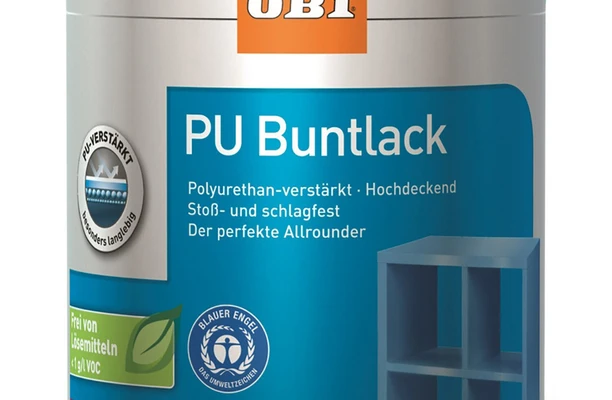 OBI
PU Buntlack
PU-VERSTÄRKT
besonders langlebig
Polyurethan-verstärkt · Hochdeckend
Stoß- und schlagfest
Der perfekte Allrounder
Frei von
Lösemitteln
< 1 g/l VOC
BLAUER ENGEL
DAS UMWELTZEICHEN